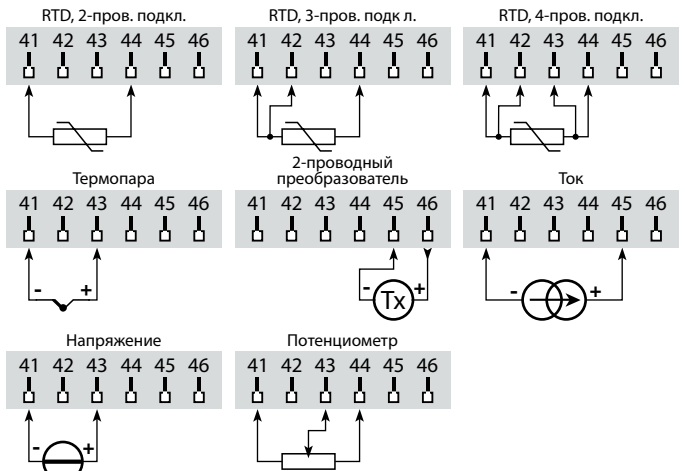 RTD, 2-пров. подкл.
41 42 43 44 45 46
RTD, 3-пров. подк л.
41 42 43 44 45 46
RTD, 4-пров. подкл.
41 42 43 44 45 46
Термопара
41 42 43 44 45 46
- +
2-проводный
преобразователь
41 42 43 44 45 46
- Tx +
Ток
41 42 43 44 45 46
- +
Напряжение
41 42 43 44 45 46
- +
Потенциометр
41 42 43 44 45 46